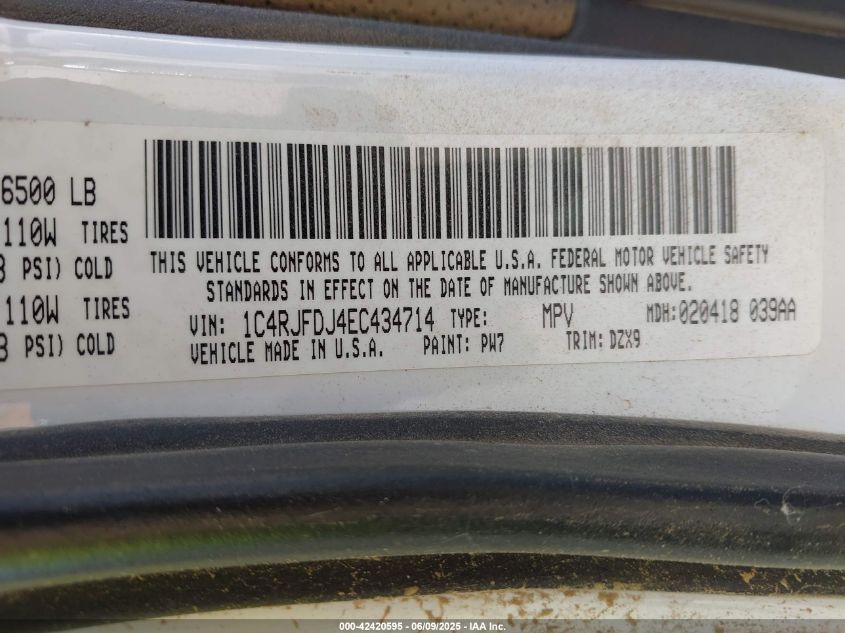 6500 LB
110W TIRES
PSI) COLD
110W TIRES
PSI) COLD
THIS VEHICLE CONFORMS TO ALL APPLICABLE U.S.A. FEDERAL MOTOR VEHICLE SAFETY
STANDARDS IN EFFECT ON THE DATE OF MANUFACTURE SHOWN ABOVE.
VIN: 1C4RJFDJ4EC434714 TYPE: MPV MDH:020418 039AA
VEHICLE MADE IN U.S.A. PAINT: PW7 TRIM: DZX9
000-42420595 - 06/09/2025 - IAA Inc.